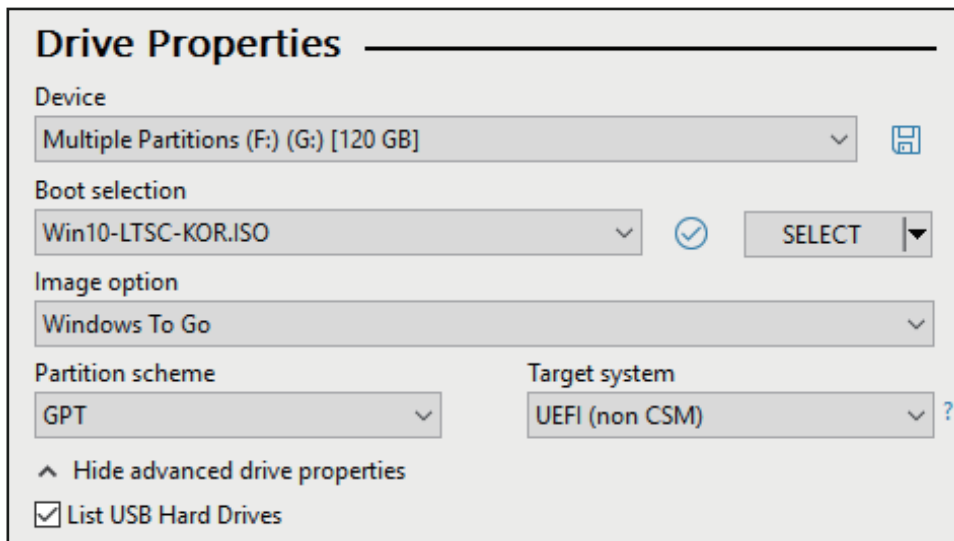 Drive Properties
Device
Multiple Partitions (F:) (G:) [120 GB]
Boot selection
Win10-LTSC-KOR.ISO
SELECT
Image option
Windows To Go
Partition scheme Target system
GPT UEFI (non CSM) ?
Hide advanced drive properties
List USB Hard Drives